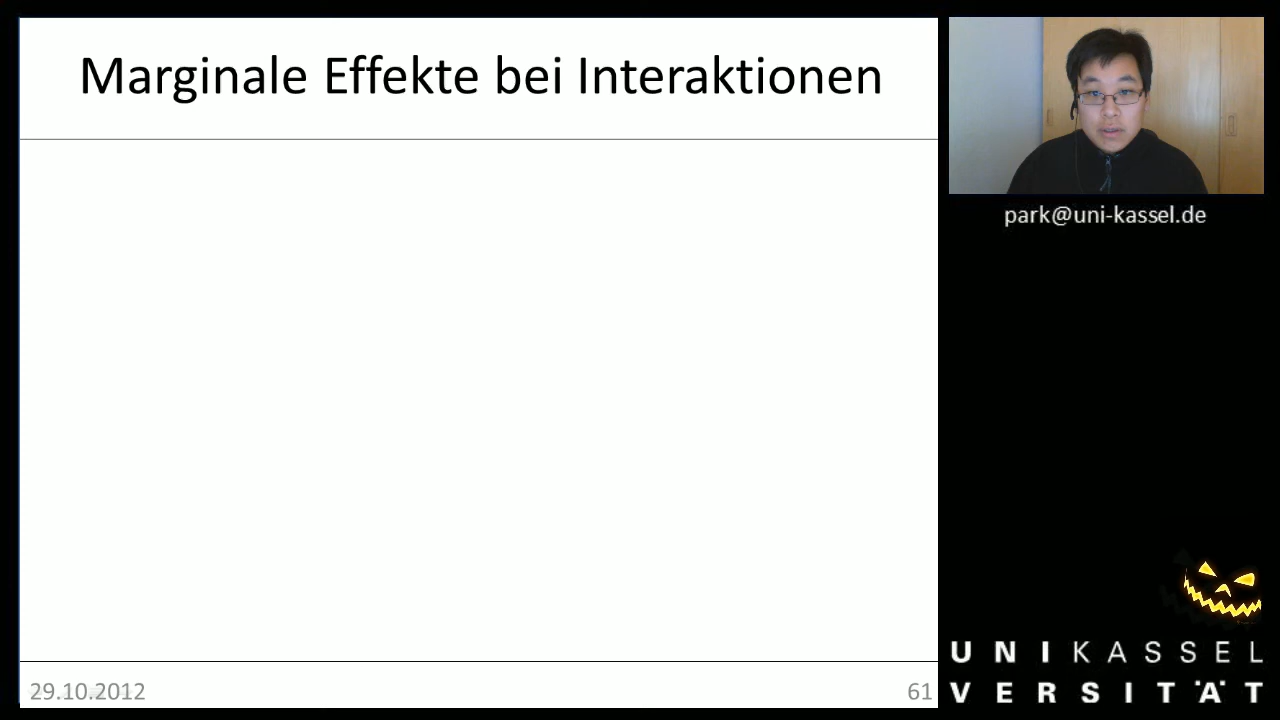 Marginale Effekte bei Interaktionen
park@uni-kassel.de
UNIKASSEL
VERSITÄT
29.10.2012
61